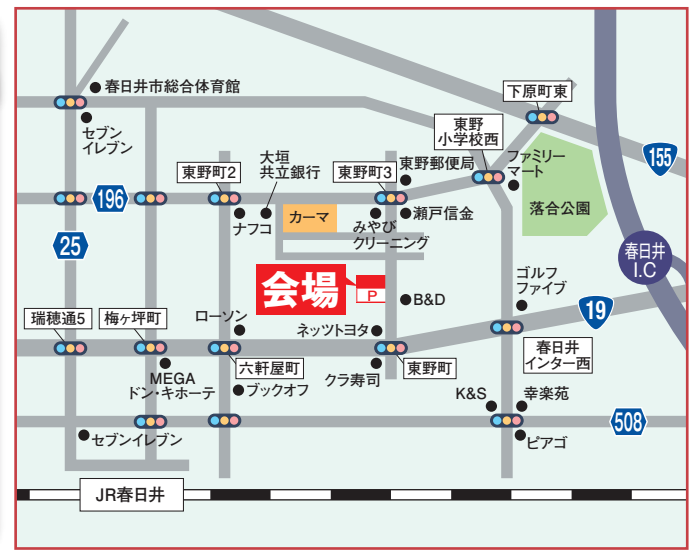 春日井市総合体育館
セブン
イレブン
下原町東
東野
小学校西
155
大垣
共立銀行
東野町2
東野町3
東野郵便局
ファミリー
マート
196
ナフコ
カーマ
みやび
クリーニング
瀬戸信金
落合公園
25
春日井
I.C
会場
P
B&D
ゴルフ
ファイブ
19
瑞穂通5
梅ヶ坪町
ローソン
ネッツトヨタ
春日井
インター西
MEGA
ドン・キホーテ
六軒屋町
ブックオフ
クラ寿司
東野町
K&S
幸楽苑
508
セブンイレブン
ピアゴ
JR春日井